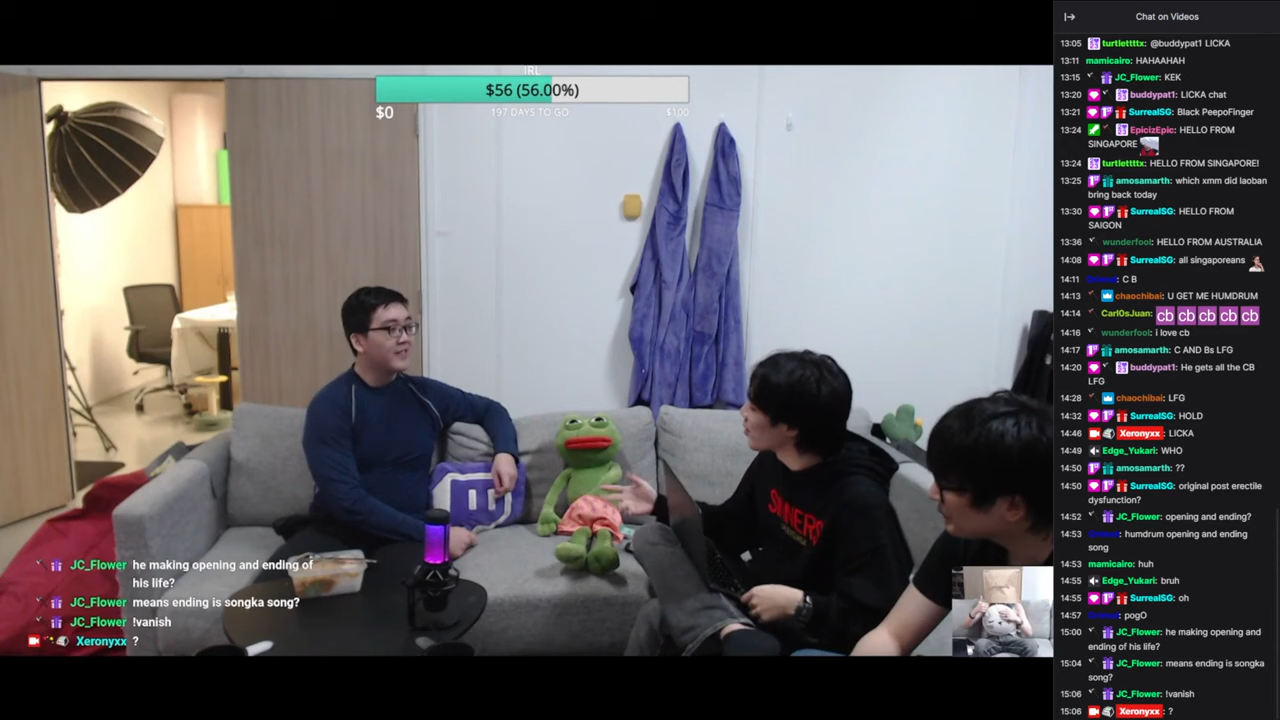 IRL
$56 (56.00%)
$0
197 DAYS TO GO
$100
SINNERS
JC_Flower he making opening and ending of
his life?
JC_Flower means ending is songka song?
JC_Flower !vanish
Xeronyxx ?
Chat on Videos
13:05 turtlettttx: @buddypat1 LICKA
13:11 mamicairo: HAHAAHAH
13:15 JC_Flower: KEK
13:20 buddypat1: LICKA chat
13:21 SurrealSG: Black PeepoFinger
13:24 EpicizEpic: HELLO FROM
SINGAPORE
13:24 turtlettttx: HELLO FROM SINGAPORE!
13:25 amosamarth: which xmm did laoban
bring back today
13:30 SurrealSG: HELLO FROM
SAIGON
13:36 wunderfool: HELLO FROM AUSTRALIA
14:08 SurrealSG: all singaporeans
14:11 : C B
14:13 chaochibai: U GET ME HUMDRUM
14:14 Carl0sJuan: cb cb cb cb cb
14:16 wunderfool: i love cb
14:17 amosamarth: C AND Bs LFG
14:20 buddypat1: He gets all the CB
LFG
14:28 chaochibai: LFG
14:32 SurrealSG: HOLD
14:46 Xeronyxx: LICKA
14:49 Edge_Yukari: WHO
14:50 amosamarth: ??
14:50 SurrealSG: original post erectile
dysfunction?
14:52 JC_Flower: opening and ending?
14:53 : humdrum opening and ending
song
14:53 mamicairo: huh
14:55 Edge_Yukari: bruh
14:55 SurrealSG: oh
14:57 : pogO
15:00 JC_Flower: he making opening and
ending of his life?
15:04 JC_Flower: means ending is songka
song?
15:06 JC_Flower: !vanish
15:06 Xeronyxx: ?